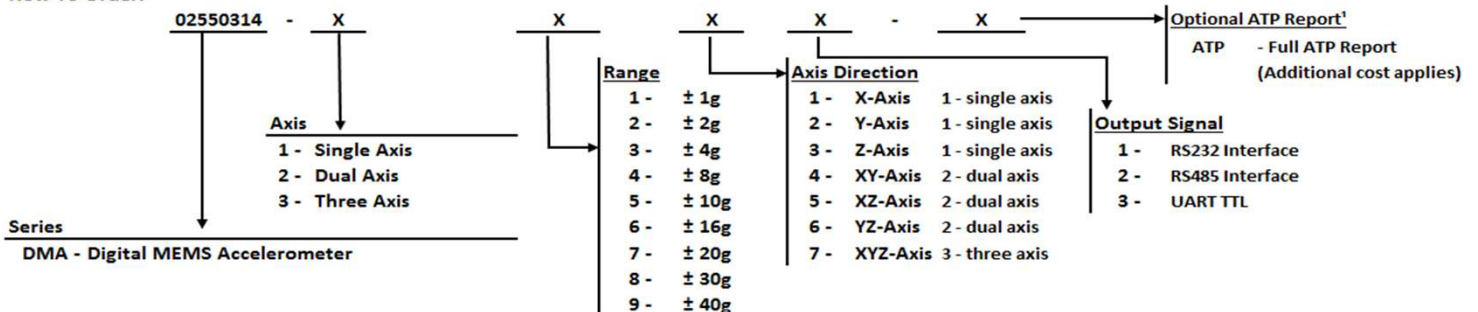 02550314 - X X X X - X
Optional ATP Report¹
ATP - Full ATP Report
(Additional cost applies)
Range
1 - ± 1g
2 - ± 2g
3 - ± 4g
4 - ± 8g
5 - ± 10g
6 - ± 16g
7 - ± 20g
8 - ± 30g
9 - ± 40g
Axis Direction
1 - X-Axis 1 - single axis
2 - Y-Axis 1 - single axis
3 - Z-Axis 1 - single axis
4 - XY-Axis 2 - dual axis
5 - XZ-Axis 2 - dual axis
6 - YZ-Axis 2 - dual axis
7 - XYZ-Axis 3 - three axis
Output Signal
1 - RS232 Interface
2 - RS485 Interface
3 - UART TTL
Axis
1 - Single Axis
2 - Dual Axis
3 - Three Axis
Series
DMA - Digital MEMS Accelerometer